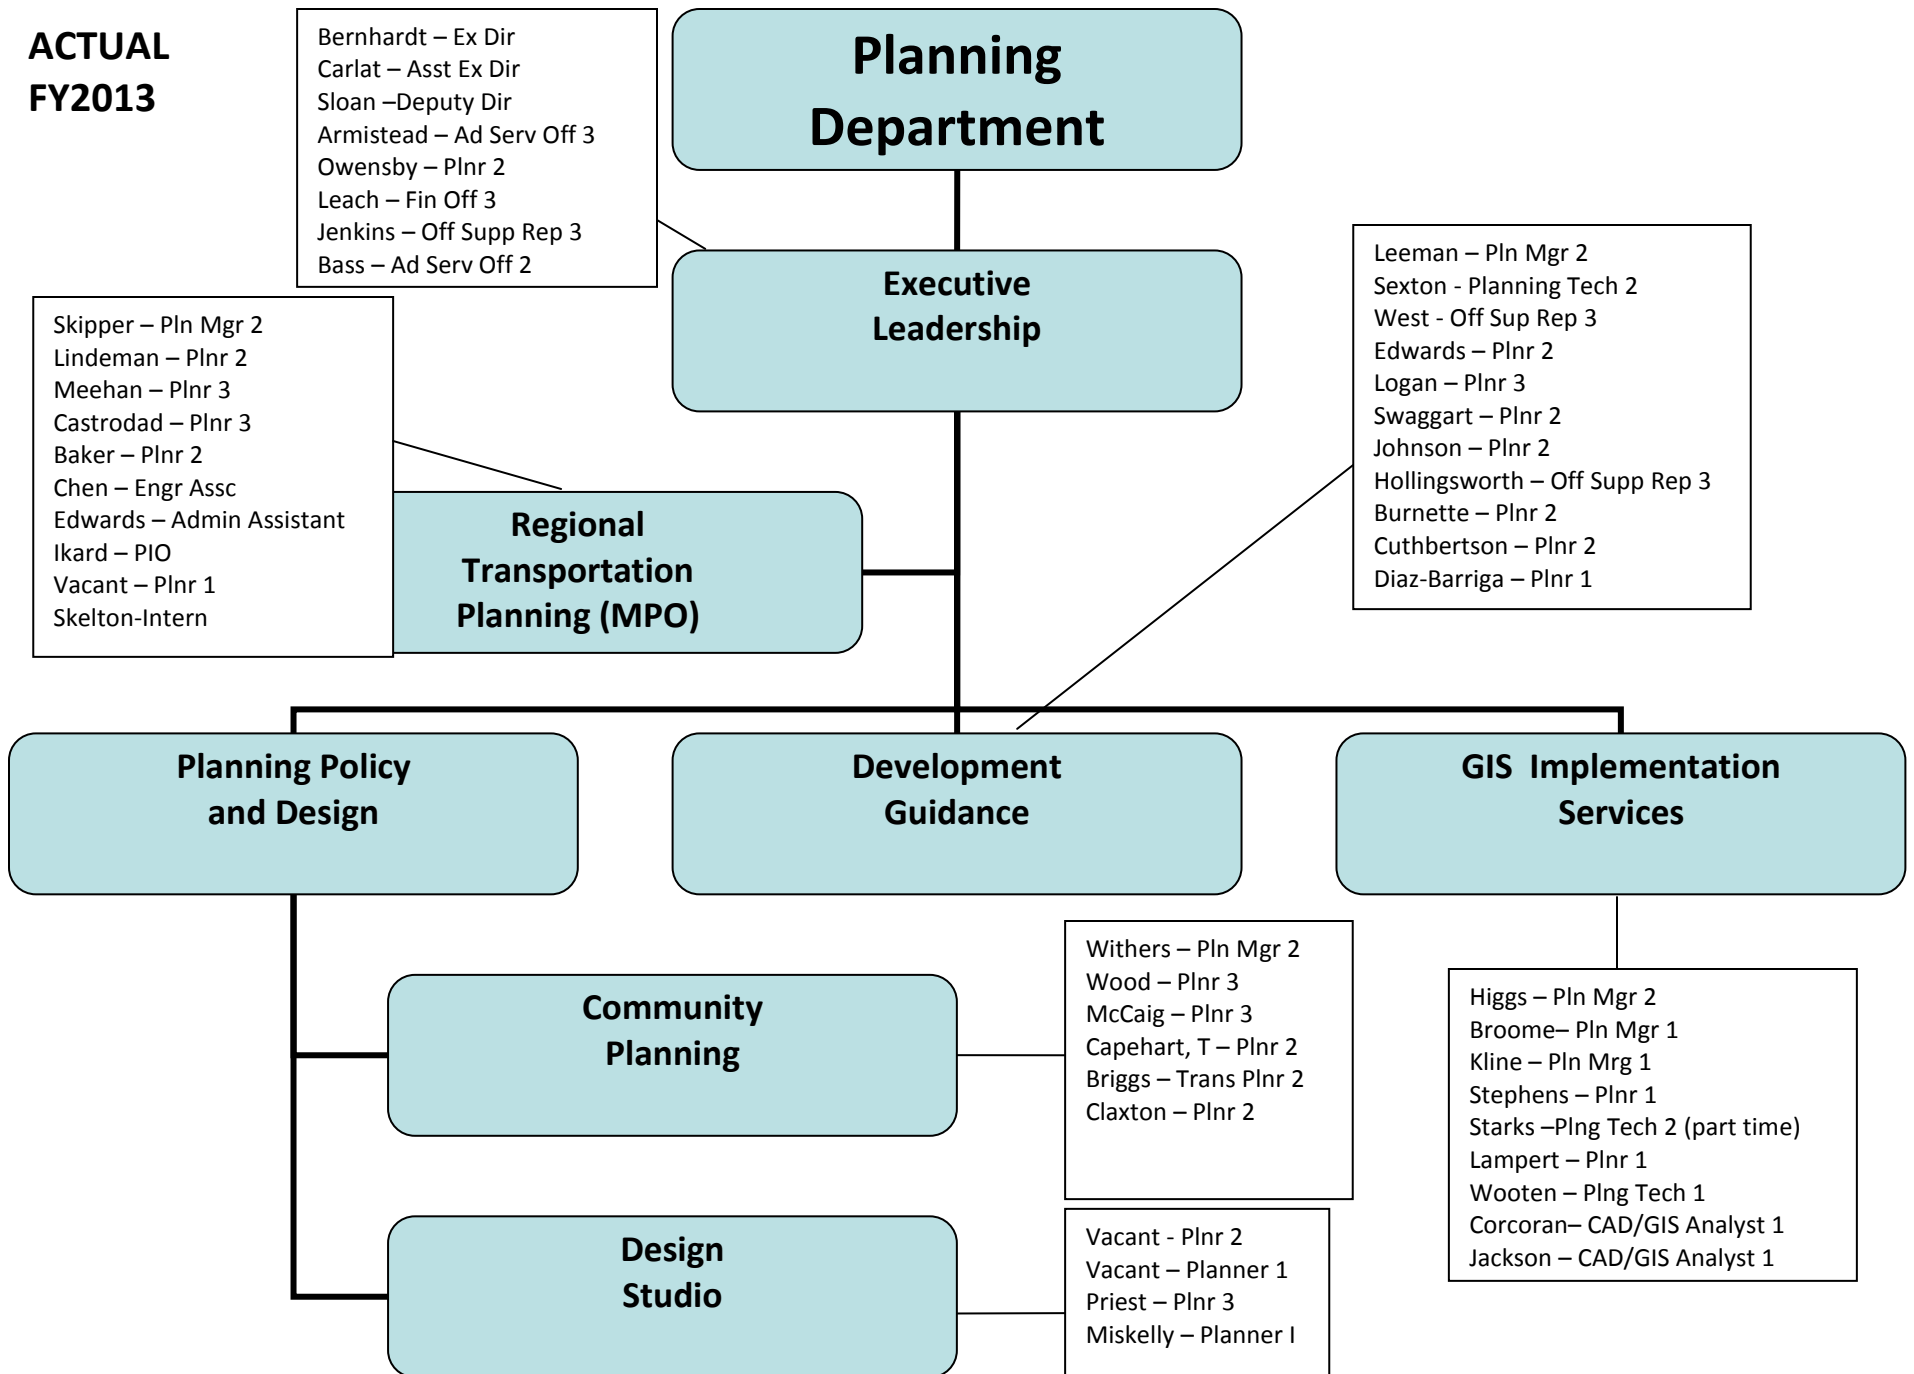 ACTUAL
FY2013
Bernhardt – Ex Dir
Carlat – Asst Ex Dir
Sloan –Deputy Dir
Armistead – Ad Serv Off 3
Owensby – Plnr 2
Leach – Fin Off 3
Jenkins – Off Supp Rep 3
Bass – Ad Serv Off 2
Planning
Department
Executive
Leadership
Skipper – Pln Mgr 2
Lindeman – Plnr 2
Meehan – Plnr 3
Castrodad – Plnr 3
Baker – Plnr 2
Chen – Engr Assc
Edwards – Admin Assistant
Ikard – PIO
Vacant – Plnr 1
Skelton-Intern
Regional
Transportation
Planning (MPO)
Leeman – Pln Mgr 2
Sexton - Planning Tech 2
West - Off Sup Rep 3
Edwards – Plnr 2
Logan – Plnr 3
Swaggart – Plnr 2
Johnson – Plnr 2
Hollingsworth – Off Supp Rep 3
Burnette – Plnr 2
Cuthbertson – Plnr 2
Diaz-Barriga – Plnr 1
Planning Policy
and Design
Development
Guidance
GIS  Implementation
Services
Community
Planning
Withers – Pln Mgr 2
Wood – Plnr 3
McCaig – Plnr 3
Capehart, T – Plnr 2
Briggs – Trans Plnr 2
Claxton – Plnr 2
Higgs – Pln Mgr 2
Broome– Pln Mgr 1
Kline – Pln Mrg 1
Stephens – Plnr 1
Starks –Plng Tech 2 (part time)
Lampert – Plnr 1
Wooten – Plng Tech 1
Corcoran– CAD/GIS Analyst 1
Jackson – CAD/GIS Analyst 1
Design
Studio
Vacant - Plnr 2
Vacant – Planner 1
Priest – Plnr 3
Miskelly – Planner I